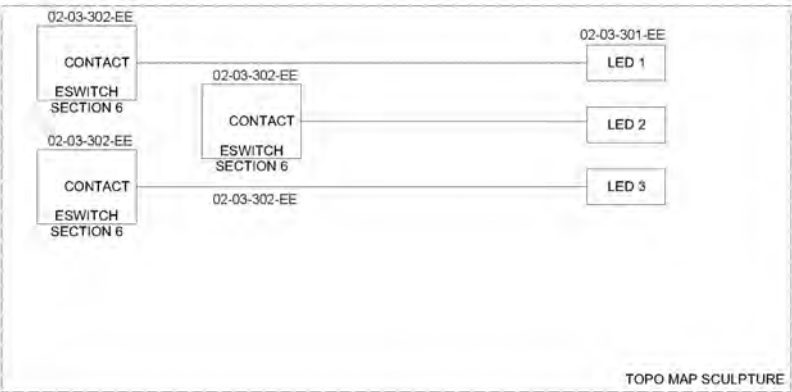 02-03-302-EE
CONTACT
ESWITCH
SECTION 6
02-03-301-EE
LED 1
02-03-302-EE
CONTACT
ESWITCH
SECTION 6
LED 2
02-03-302-EE
CONTACT
ESWITCH
SECTION 6
02-03-302-EE
LED 3
TOPO MAP SCULPTURE